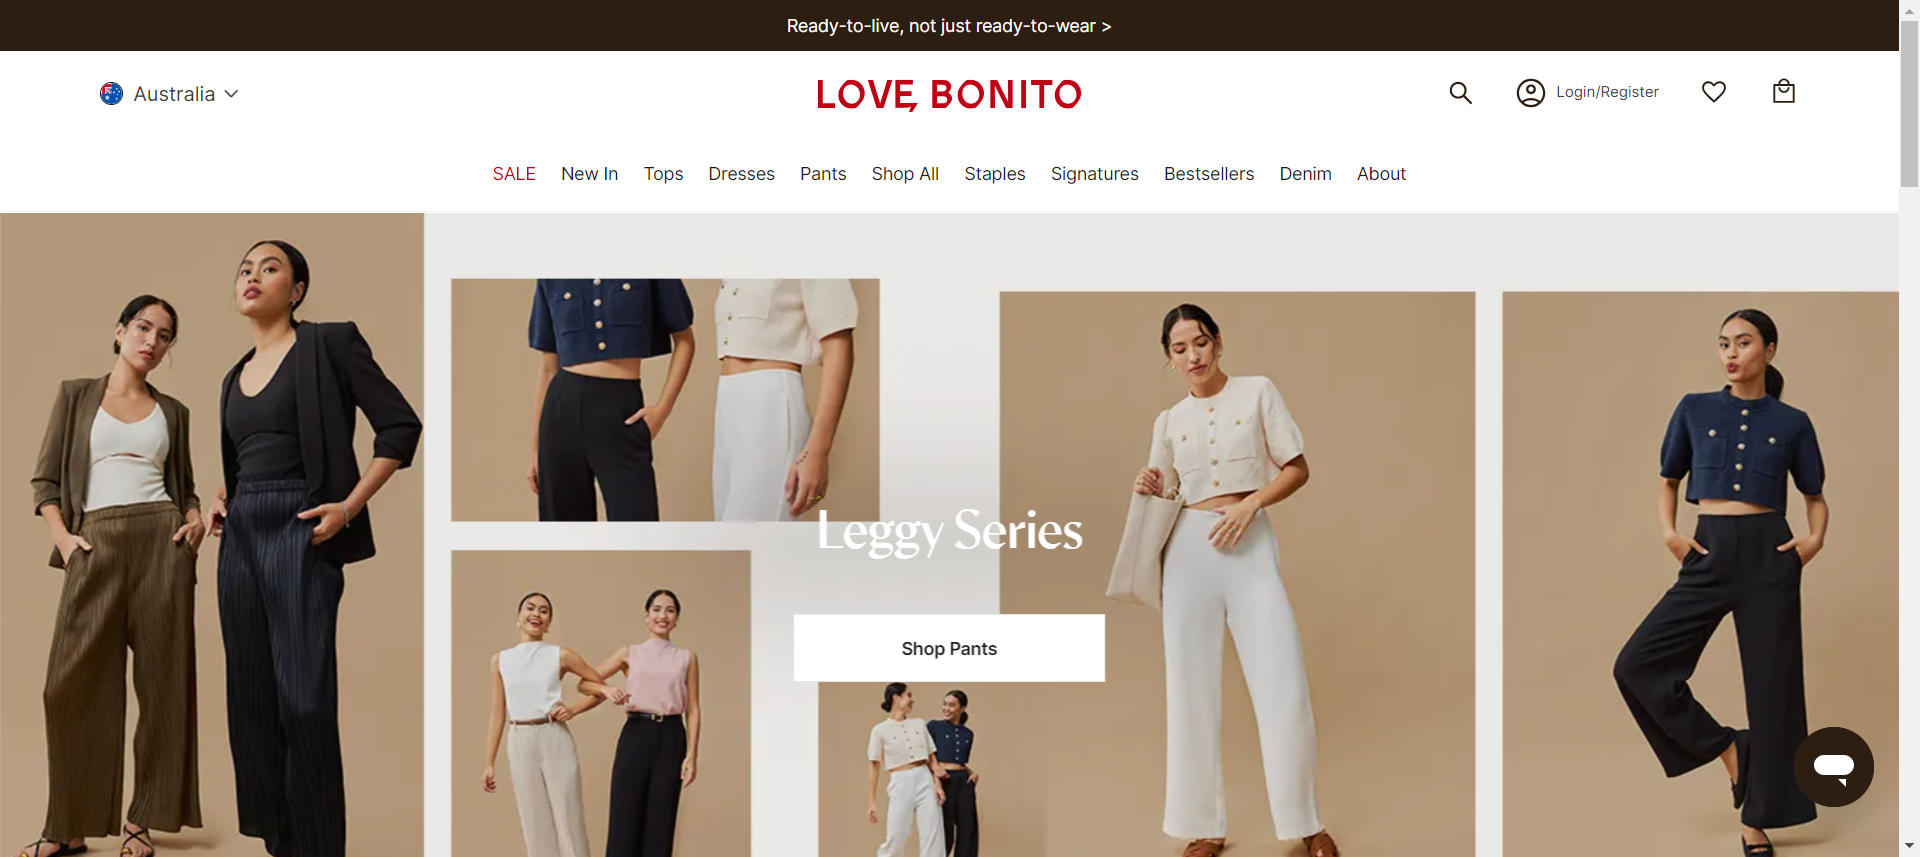 Ready-to-live, not just ready-to-wear >
Australia
LOVE, BONITO
Login/Register
SALE New In Tops Dresses Pants Shop All Staples Signatures Bestsellers Denim About
Leggy Series
Shop Pants